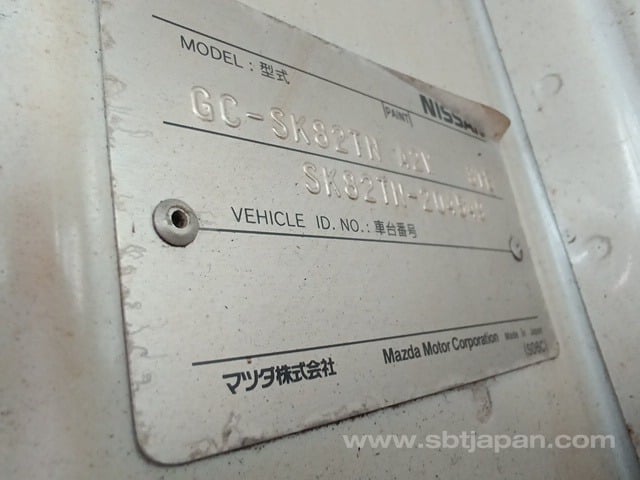 MODEL : 型式
PAINT NISSAN
GC-SK82TN
VEHICLE ID. NO. : 車台番号
マツダ株式会社 Mazda Motor Corporation Made In Japan
(S09C)
www.sbtjapan.com